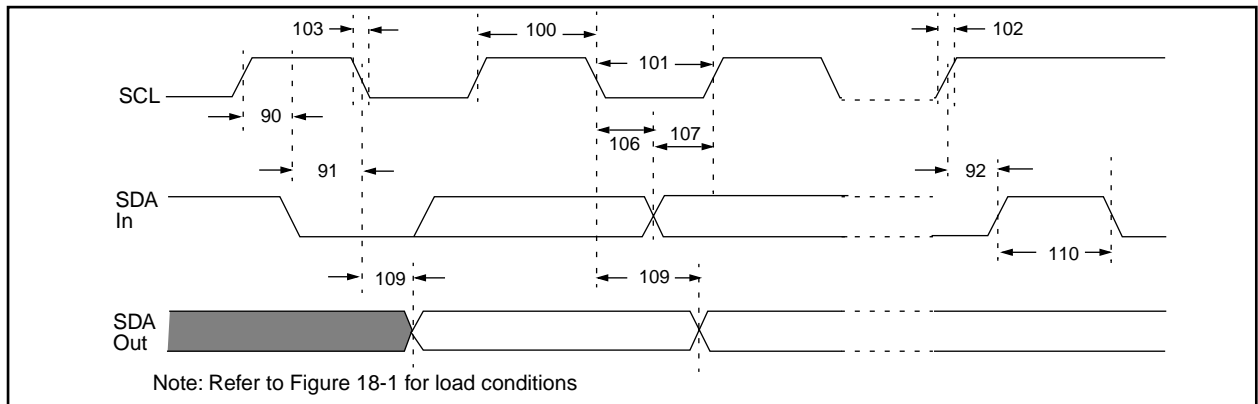 103
100
101
102
SCL
90
106
107
91
92
SDA
In
109
109
110
SDA
Out
Note: Refer to Figure 18-1 for load conditions